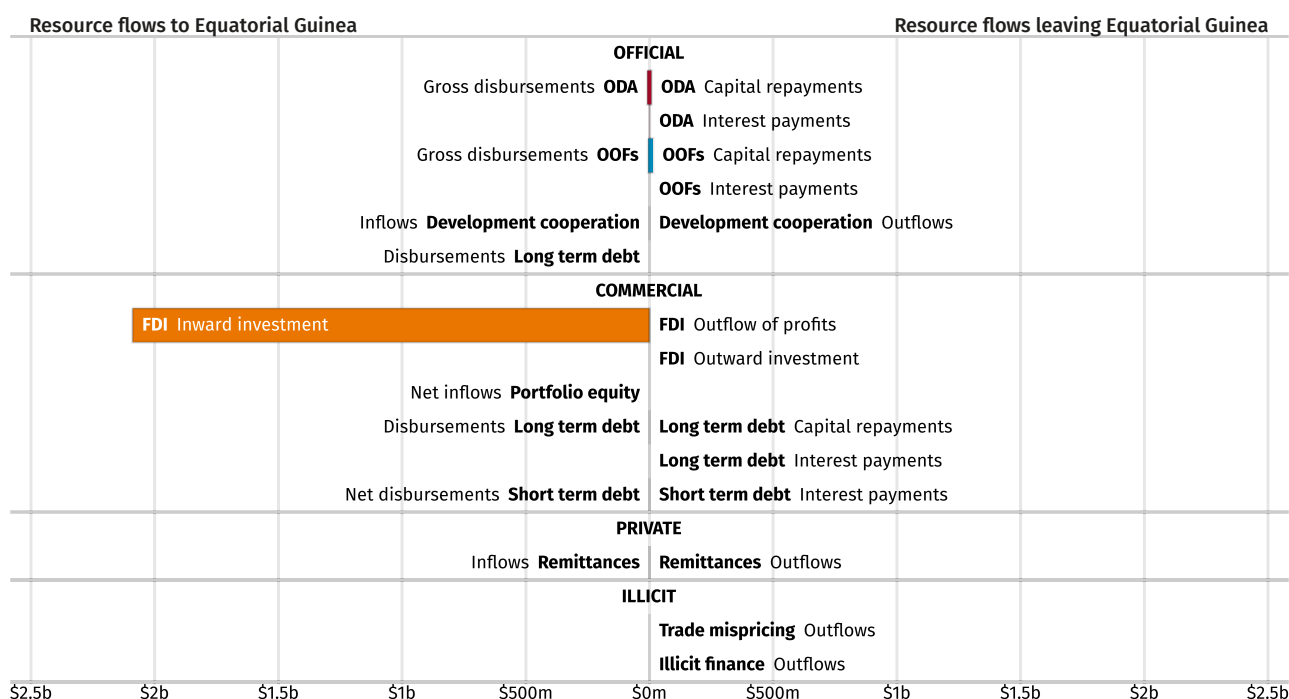 Resource flows to Equatorial Guinea Resource flows leaving Equatorial Guinea
OFFICIAL
Gross disbursements ODA ODA Capital repayments
ODA Interest payments
Gross disbursements OOFs OOFs Capital repayments
OOFs Interest payments
Inflows Development cooperation Development cooperation Outflows
Disbursements Long term debt
COMMERCIAL
FDI Inward investment FDI Outflow of profits
FDI Outward investment
Net inflows Portfolio equity
Disbursements Long term debt Long term debt Capital repayments
Long term debt Interest payments
Net disbursements Short term debt Short term debt Interest payments
PRIVATE
Inflows Remittances Remittances Outflows
ILLICIT
Trade mispricing Outflows
Illicit finance Outflows
$2.5b $2b $1.5b $1b $500m $0m $500m $1b $1.5b $2b $2.5b